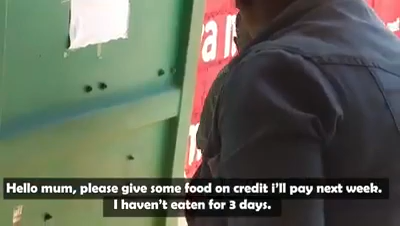 a m
Hello mum, please give some food on credit i'll pay next week.
I haven't eaten for 3 days.